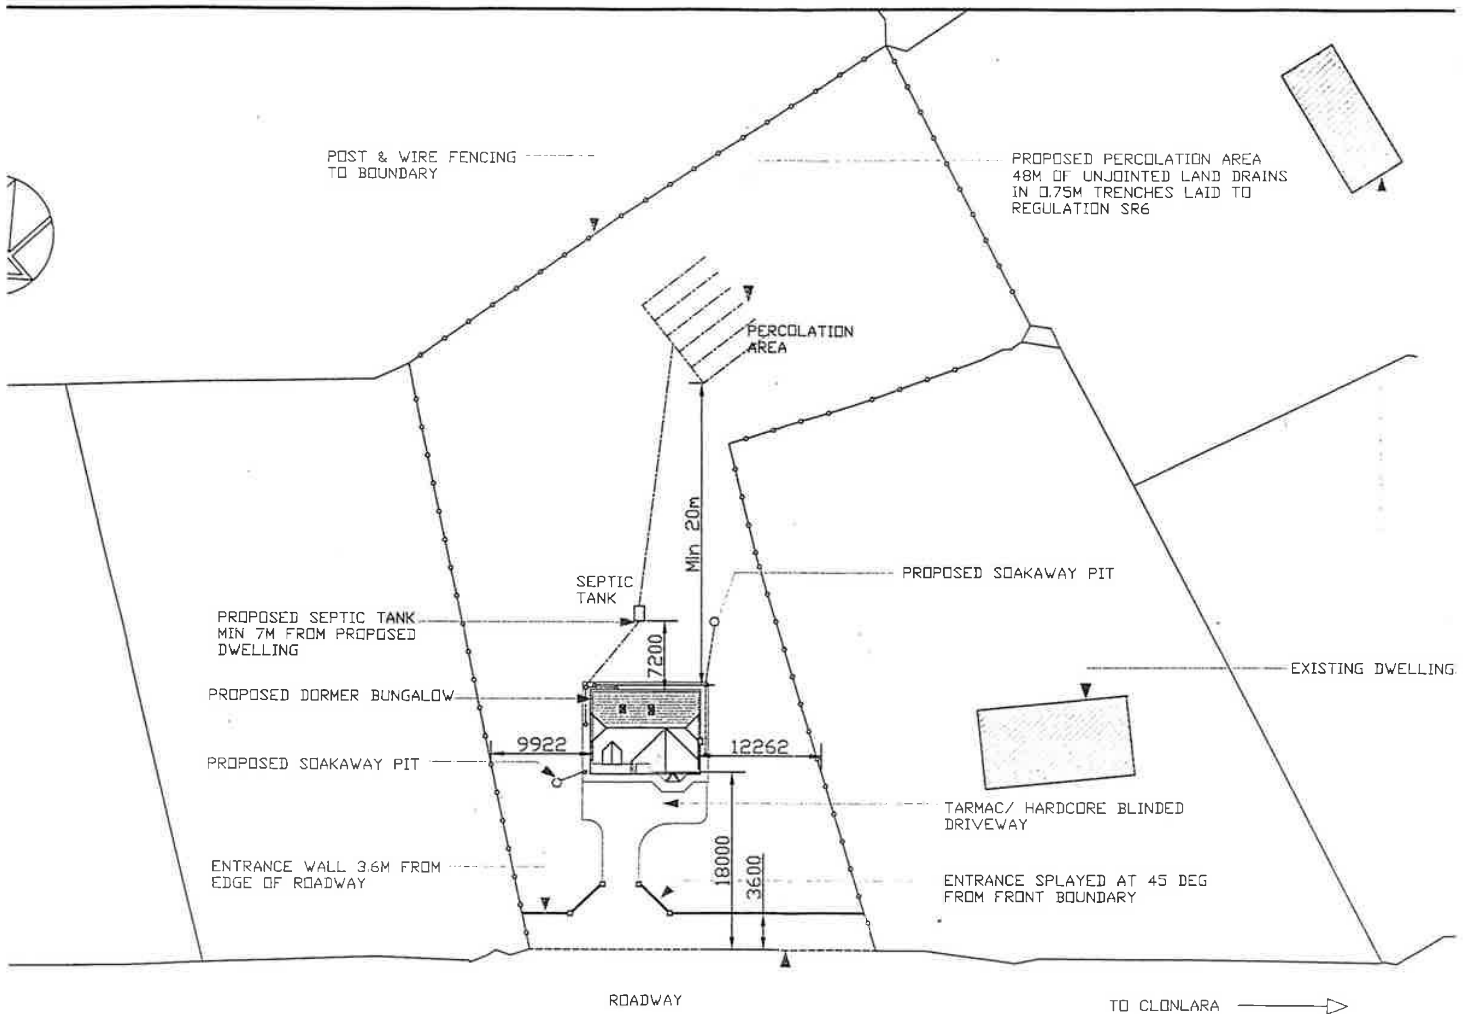 POST & WIRE FENCING
TO BOUNDARY
PROPOSED PERCOLATION AREA
48M OF UNJOINTED LAND DRAINS
IN 0.75M TRENCHES LAID TO
REGULATION SR6
PERCOLATION
AREA
Min 20m
SEPTIC
TANK
PROPOSED SOAKAWAY PIT
PROPOSED SEPTIC TANK
MIN 7M FROM PROPOSED
DWELLING
7200
EXISTING DWELLING
PROPOSED DORMER BUNGALOW
9922
12262
PROPOSED SOAKAWAY PIT
TARMAC/ HARDCORE BLINDED
DRIVEWAY
18000
3600
ENTRANCE WALL 3.6M FROM
EDGE OF ROADWAY
ENTRANCE SPLAYED AT 45 DEG
FROM FRONT BOUNDARY
ROADWAY
TO CLONLARA